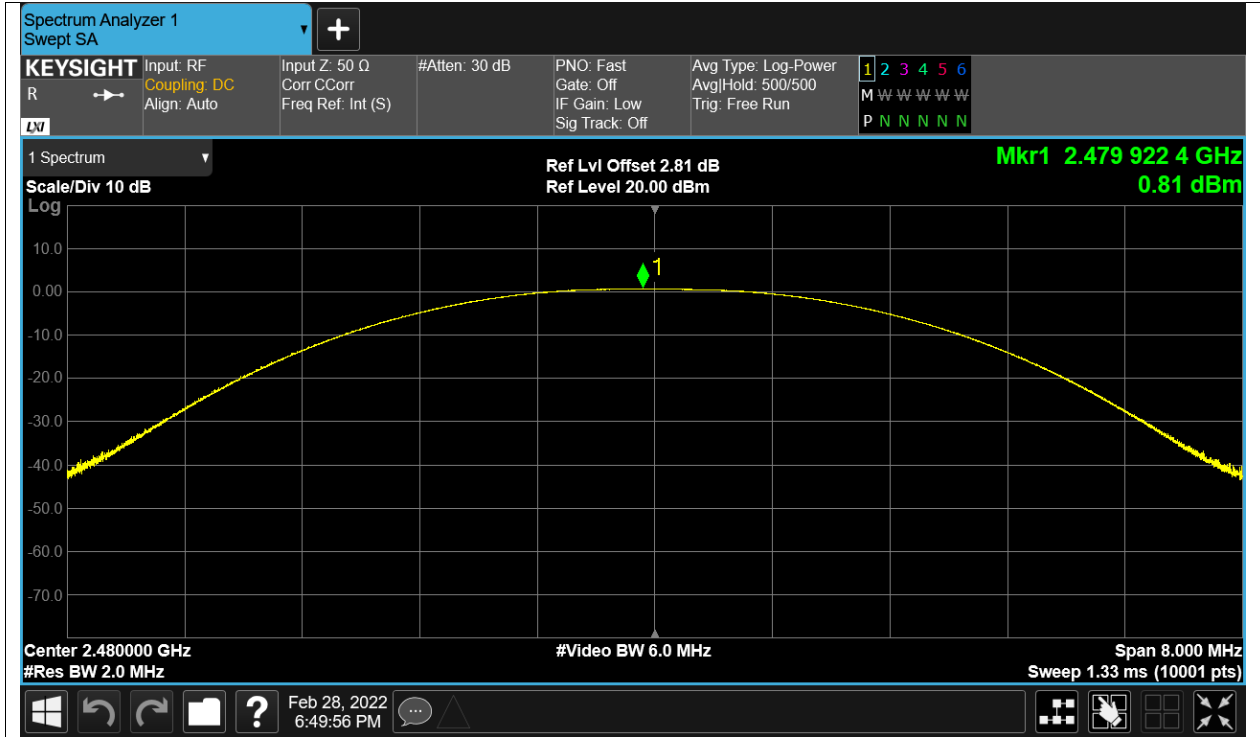 Spectrum Analyzer 1
Swept SA
KEYSIGHT
R
LXI
Input: RF
Coupling: DC
Align: Auto
Input Z: 50 Ω
Corr CCorr
Freq Ref: Int (S)
#Atten: 30 dB
PNO: Fast
Gate: Off
IF Gain: Low
Sig Track: Off
Avg Type: Log-Power
Avg|Hold: 500/500
Trig: Free Run
1 2 3 4 5 6
M W W W W W
P N N N N N N
1 Spectrum
Scale/Div 10 dB
Log
Ref Lvl Offset 2.81 dB
Ref Level 20.00 dBm
Mkr1 2.479 922 4 GHz
0.81 dBm
10.0
0.00
-10.0
-20.0
-30.0
-40.0
-50.0
-60.0
-70.0
1
Center 2.480000 GHz
#Res BW 2.0 MHz
#Video BW 6.0 MHz
Span 8.000 MHz
Sweep 1.33 ms (10001 pts)
?
Feb 28, 2022
6:49:56 PM